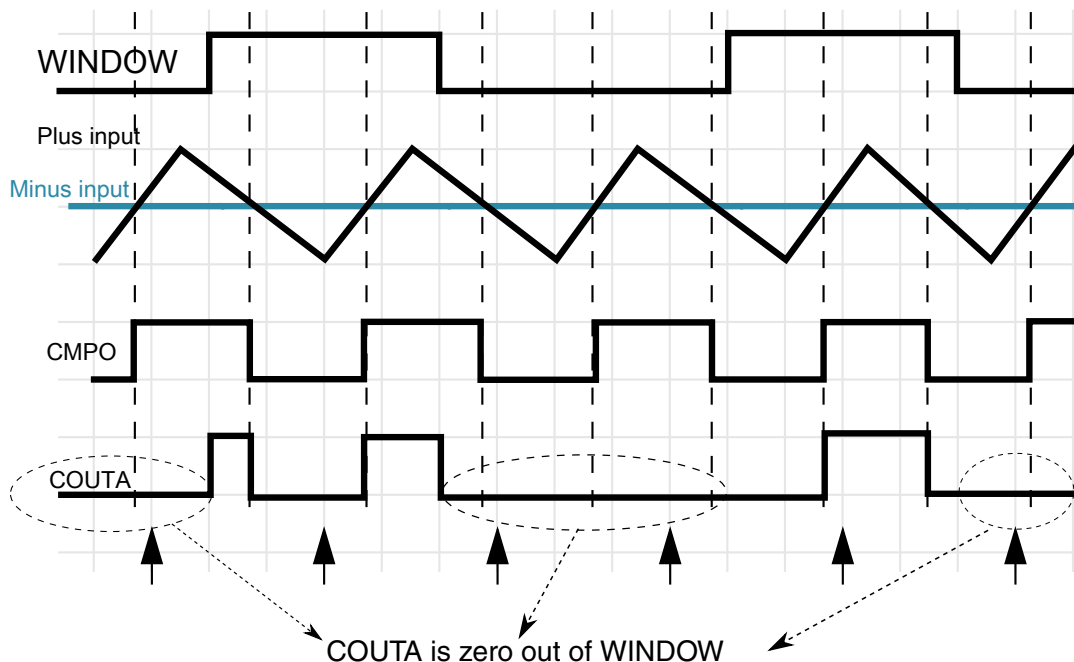 WINDOW
Plus input
Minus input
CMPO
COUTA
COUTA is zero out of WINDOW